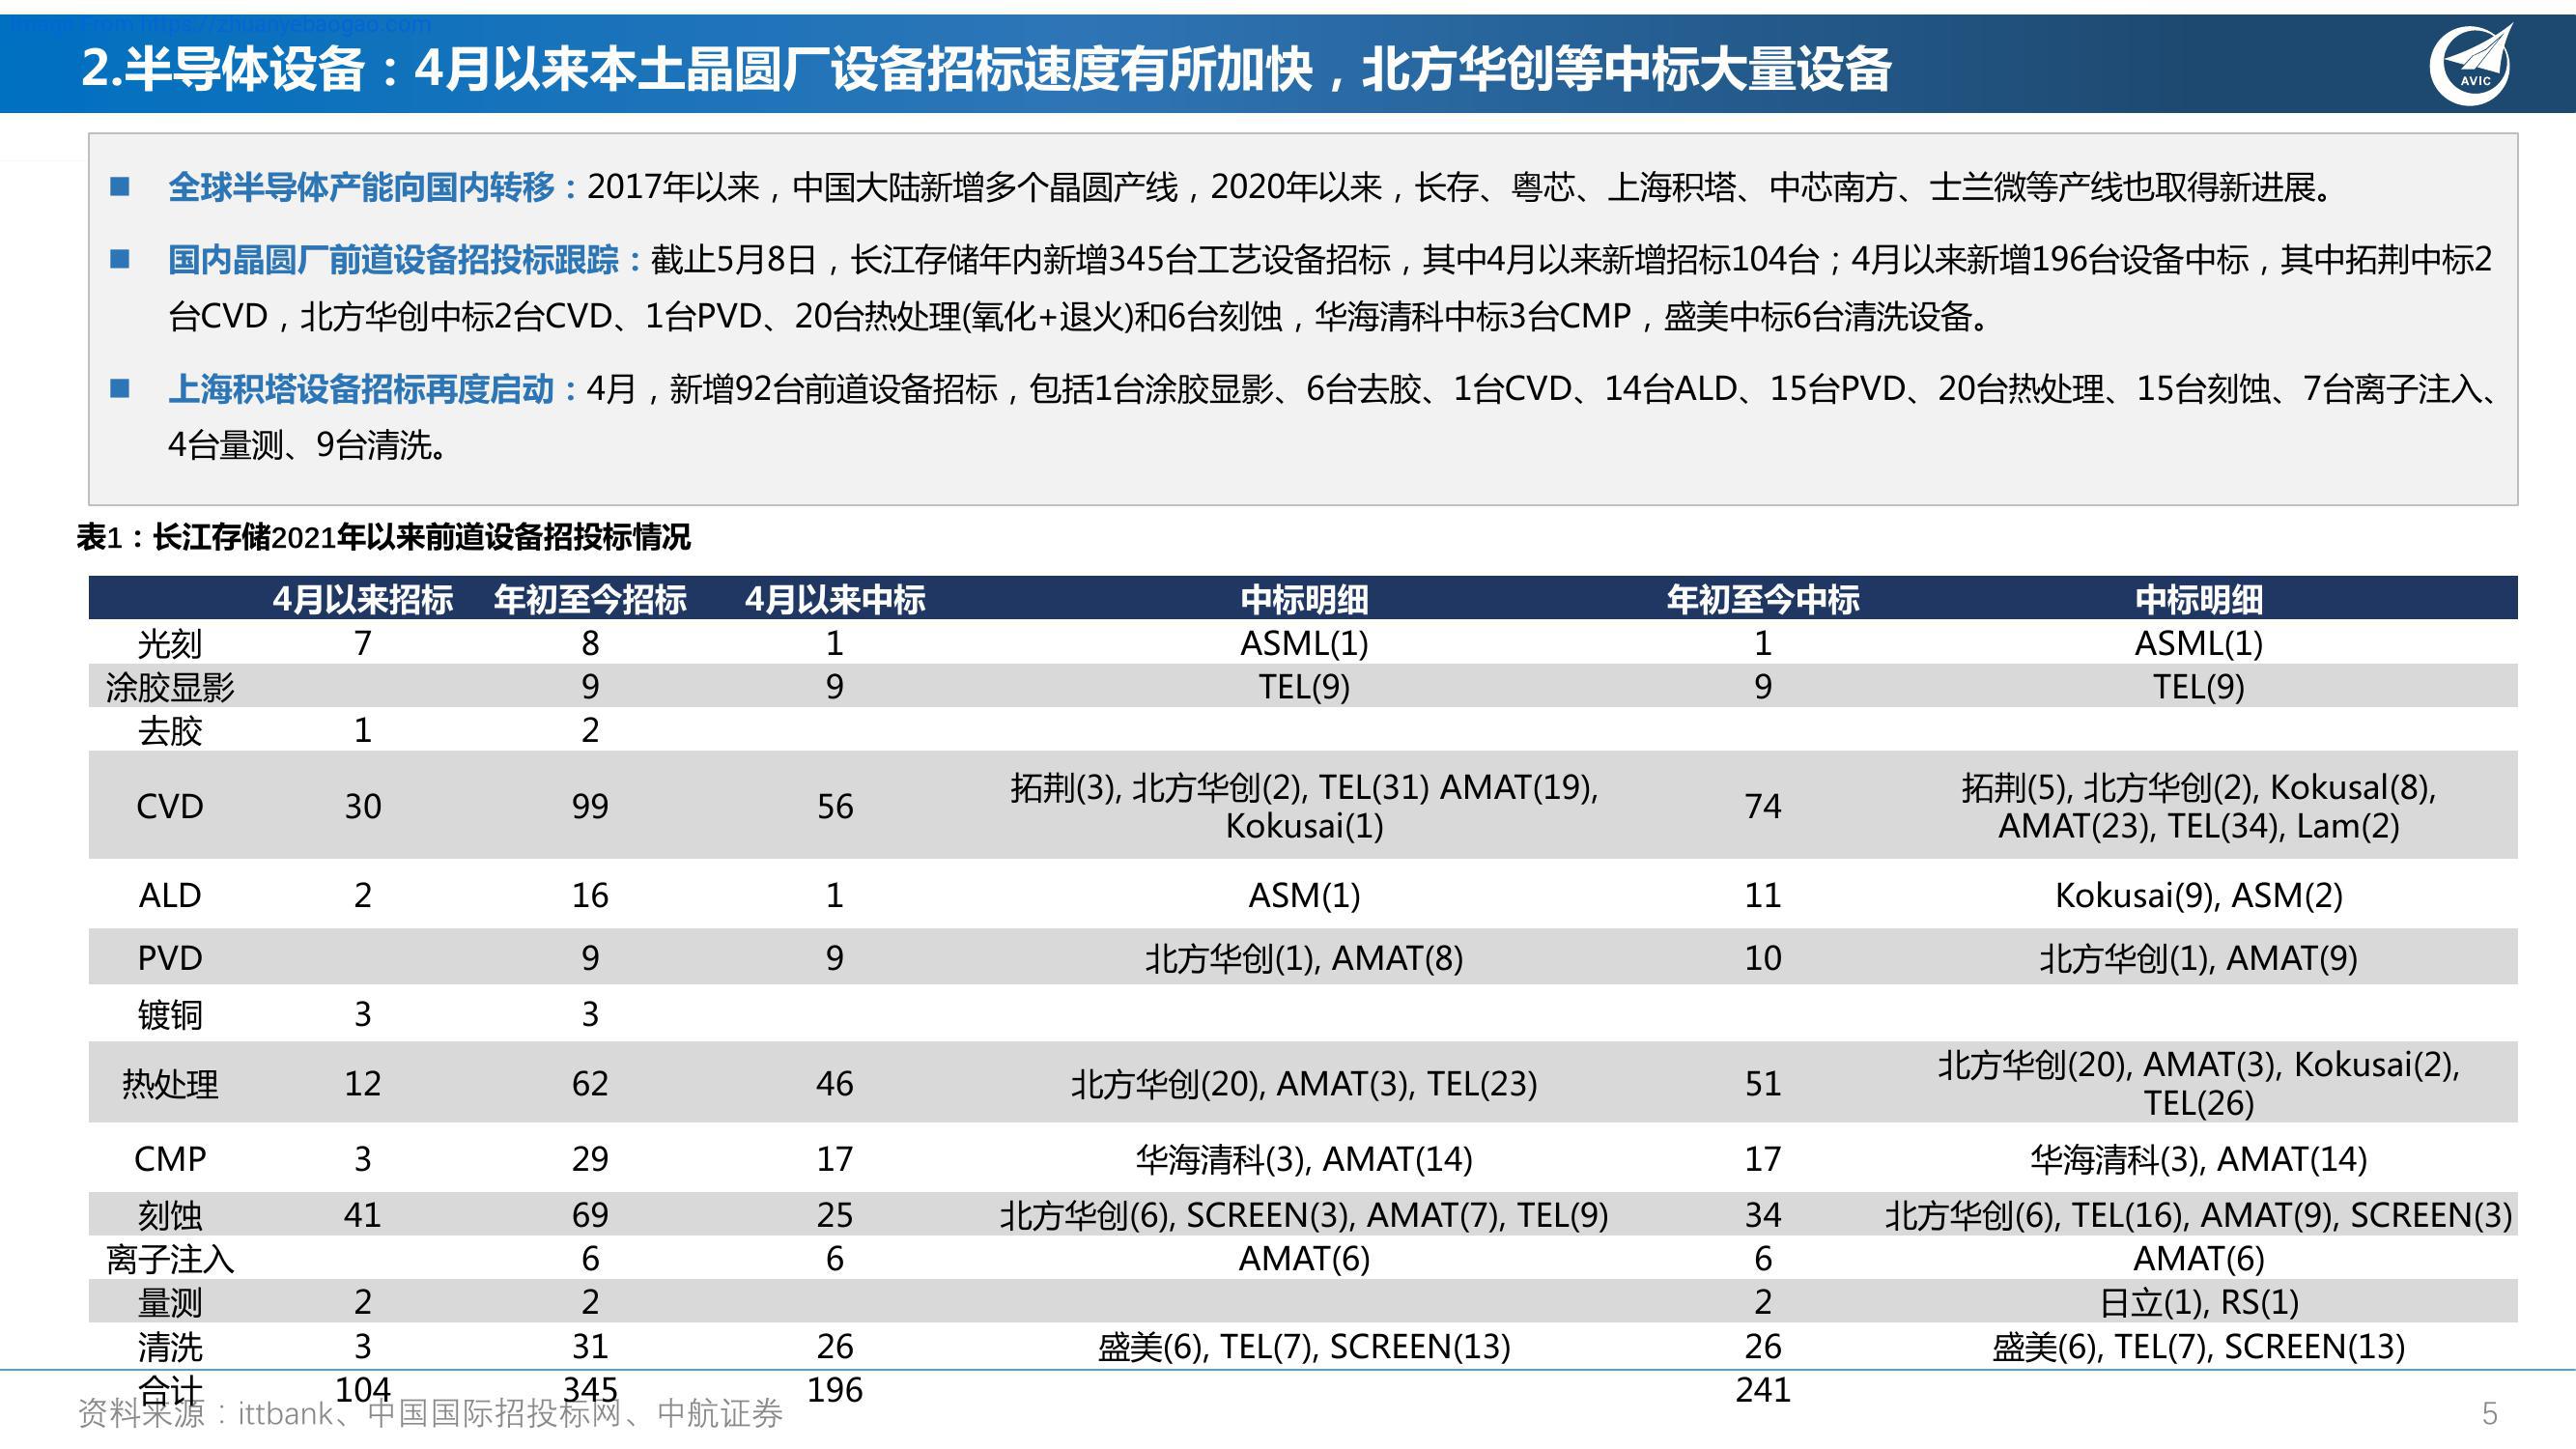 Image From https://zhuanyebaogao.com
2.半导体设备：4月以来本土晶圆厂设备招标速度有所加快，北方华创等中标大量设备
AVIC
■ 全球半导体产能向国内转移：2017年以来，中国大陆新增多个晶圆产线，2020年以来，长存、粤芯、上海积塔、中芯南方、士兰微等产线也取得新进展。
■ 国内晶圆厂前道设备招投标跟踪：截止5月8日，长江存储年内新增345台工艺设备招标，其中4月以来新增招标104台；4月以来新增196台设备中标，其中拓荆中标2
台CVD，北方华创中标2台CVD、1台PVD、20台热处理(氧化+退火)和6台刻蚀，华海清科中标3台CMP，盛美中标6台清洗设备。
■ 上海积塔设备招标再度启动：4月，新增92台前道设备招标，包括1台涂胶显影、6台去胶、1台CVD、14台ALD、15台PVD、20台热处理、15台刻蚀、7台离子注入、
4台量测、9台清洗。
表1：长江存储2021年以来前道设备招投标情况
4月以来招标 年初至今招标 4月以来中标 中标明细 年初至今中标 中标明细
光刻 7 8 1 ASML(1) 1 ASML(1)
涂胶显影 9 9 TEL(9) 9 TEL(9)
去胶 1 2
CVD 30 99 56 拓荆(3), 北方华创(2), TEL(31) AMAT(19), Kokusai(1) 74 拓荆(5), 北方华创(2), Kokusal(8), AMAT(23), TEL(34), Lam(2)
ALD 2 16 1 ASM(1) 11 Kokusai(9), ASM(2)
PVD 9 9 北方华创(1), AMAT(8) 10 北方华创(1), AMAT(9)
镀铜 3 3
热处理 12 62 46 北方华创(20), AMAT(3), TEL(23) 51 北方华创(20), AMAT(3), Kokusai(2), TEL(26)
CMP 3 29 17 华海清科(3), AMAT(14) 17 华海清科(3), AMAT(14)
刻蚀 41 69 25 北方华创(6), SCREEN(3), AMAT(7), TEL(9) 34 北方华创(6), TEL(16), AMAT(9), SCREEN(3)
离子注入 6 6 AMAT(6) 6 AMAT(6)
量测 2 2 2 日立(1), RS(1)
清洗 3 31 26 盛美(6), TEL(7), SCREEN(13) 26 盛美(6), TEL(7), SCREEN(13)
合计 104 345 196 241
资料来源：ittbank、中国国际招投标网、中航证券
5